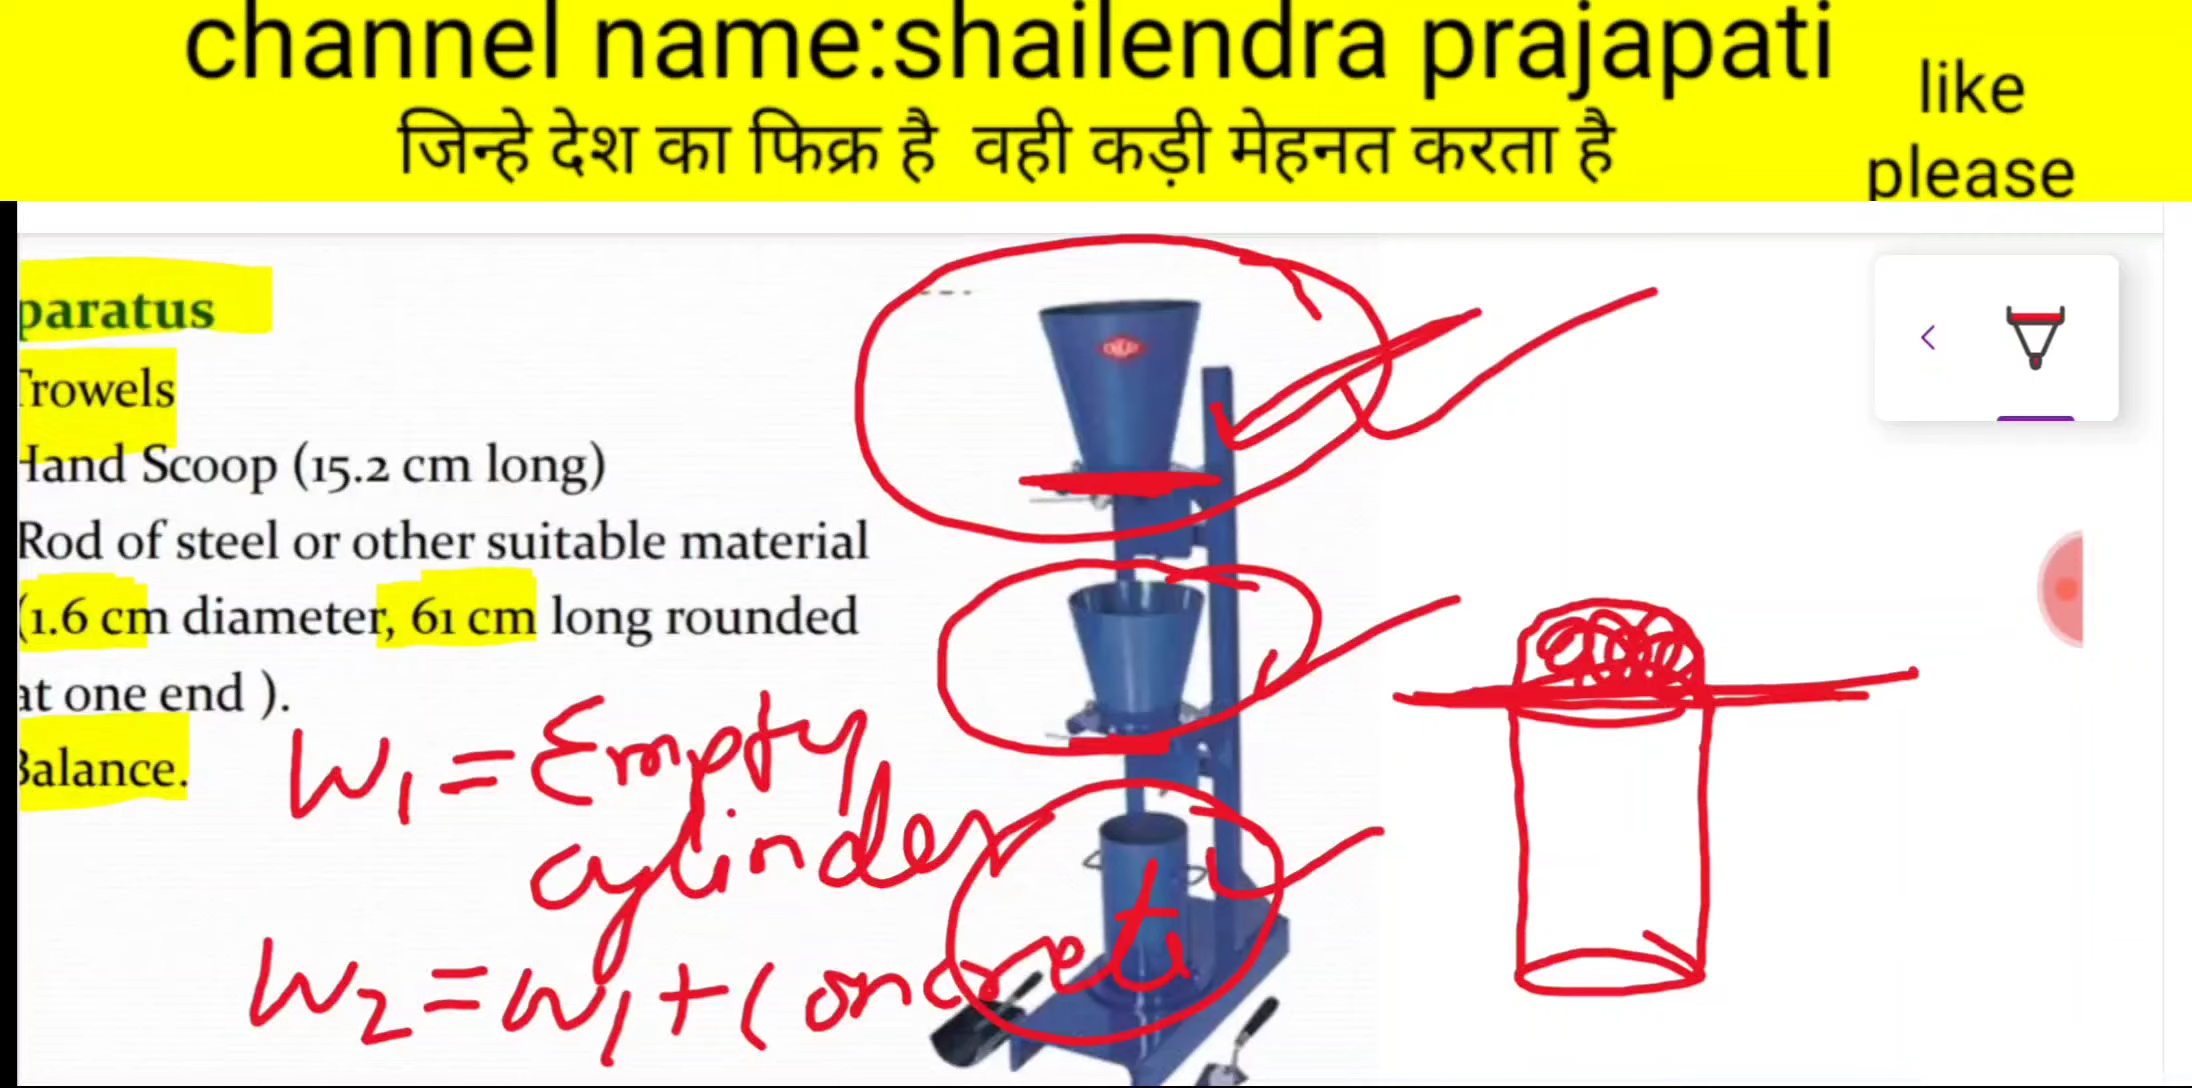 channel name:shailendra prajapati
like
please
जिन्हे देश का फिक्र है वही कड़ी मेहनत करता है
paratus
Trowels
Hand Scoop (15.2 cm long)
Rod of steel or other suitable material
(1.6 cm diameter, 61 cm long rounded
at one end ).
Balance.
W₁ = Empty
cylinder
W₂ = W₁ + Concrete